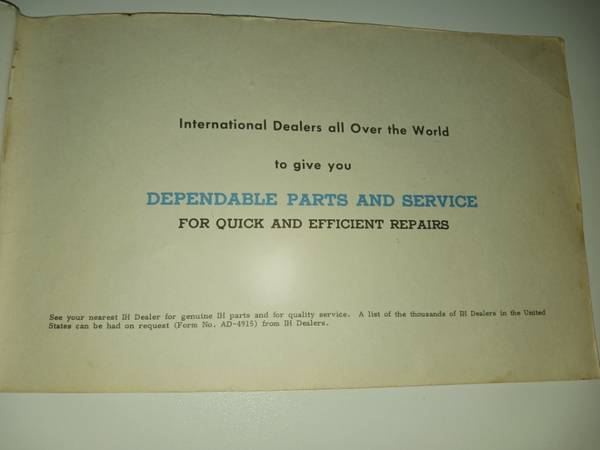 International Dealers all Over the World
to give you
DEPENDABLE PARTS AND SERVICE
FOR QUICK AND EFFICIENT REPAIRS
See your nearest IH Dealer for genuine IH parts and for quality service. A list of the thousands of IH Dealers in the United
States can be had on request (Form No. AD-4915) from IH Dealers.